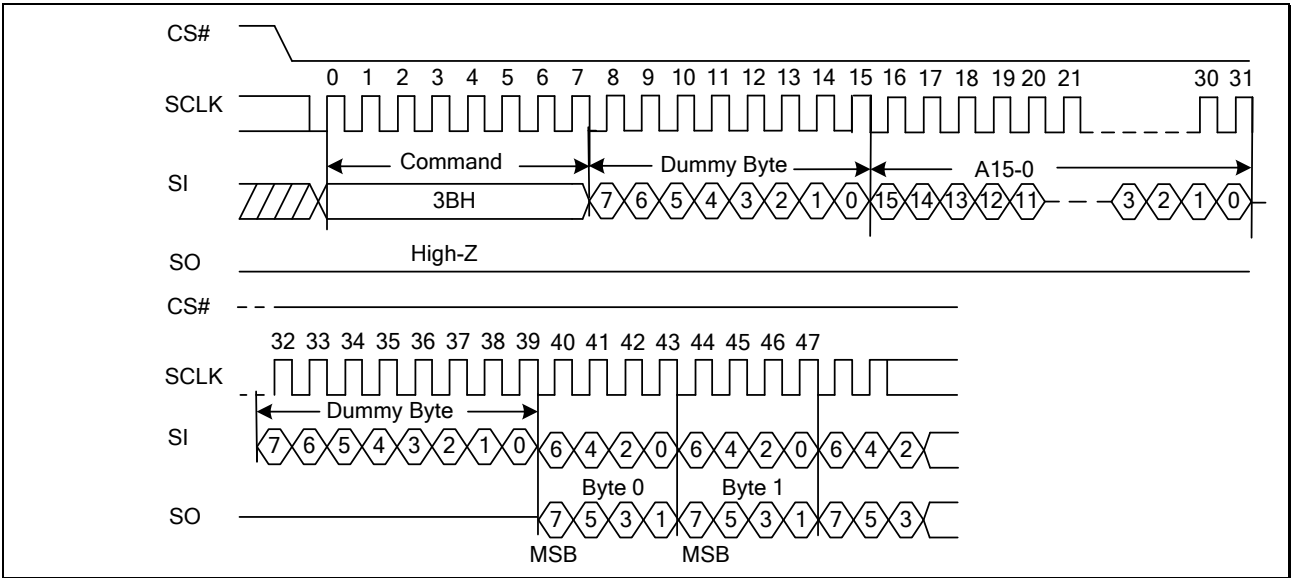 CS#
0 1 2 3 4 5 6 7 8 9 10 11 12 13 14 15 16 17 18 19 20 21 30 31
SCLK
Command Dummy Byte A15-0
SI 3BH 7 6 5 4 3 2 1 0 15 14 13 12 11 3 2 1 0
High-Z
SO
CS#
32 33 34 35 36 37 38 39 40 41 42 43 44 45 46 47
SCLK
Dummy Byte
SI 7 6 5 4 3 2 1 0 6 4 2 0 6 4 2 0 6 4 2
Byte 0 Byte 1
SO 7 5 3 1 7 5 3 1 7 5 3
MSB MSB